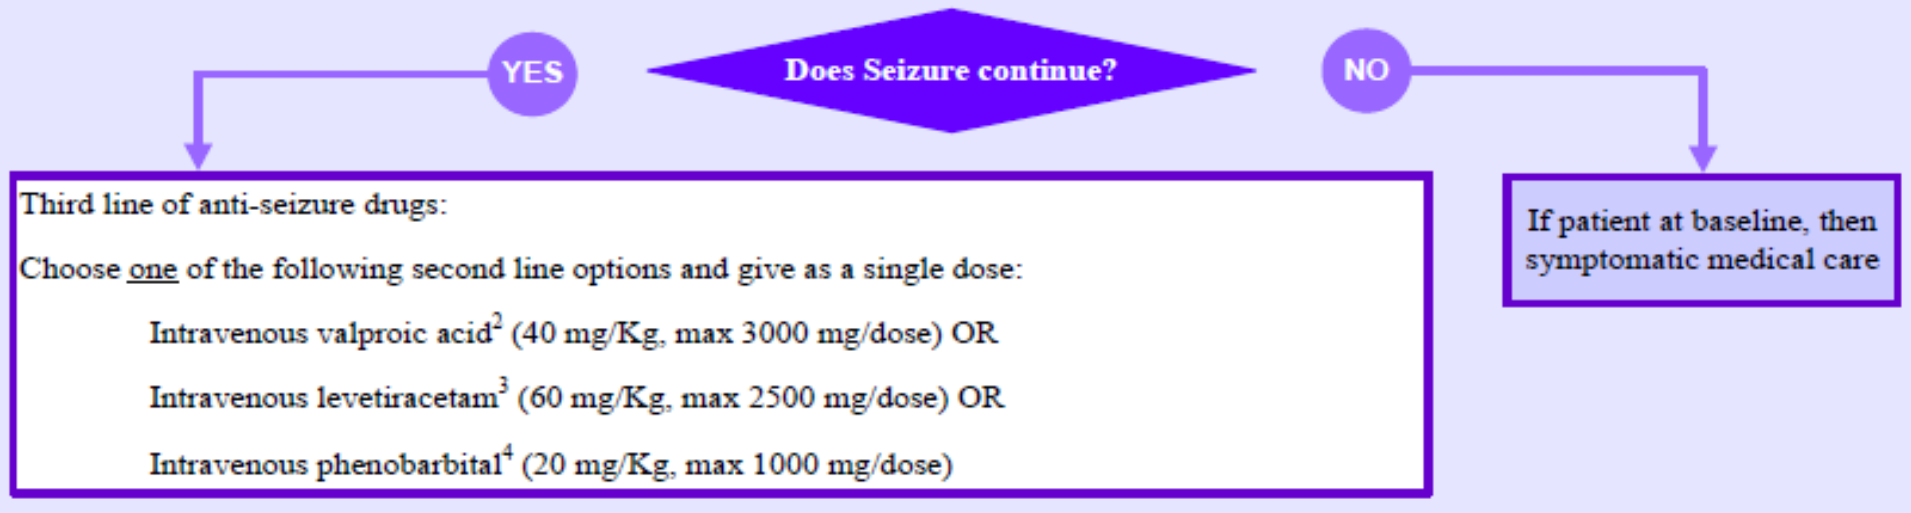 Does Seizure continue?
YES
NO
Third line of anti-seizure drugs:
Choose one of the following second line options and give as a single dose:
Intravenous valproic acid² (40 mg/Kg, max 3000 mg/dose) OR
Intravenous levetiracetam³ (60 mg/Kg, max 2500 mg/dose) OR
Intravenous phenobarbital⁴ (20 mg/Kg, max 1000 mg/dose)
If patient at baseline, then
symptomatic medical care